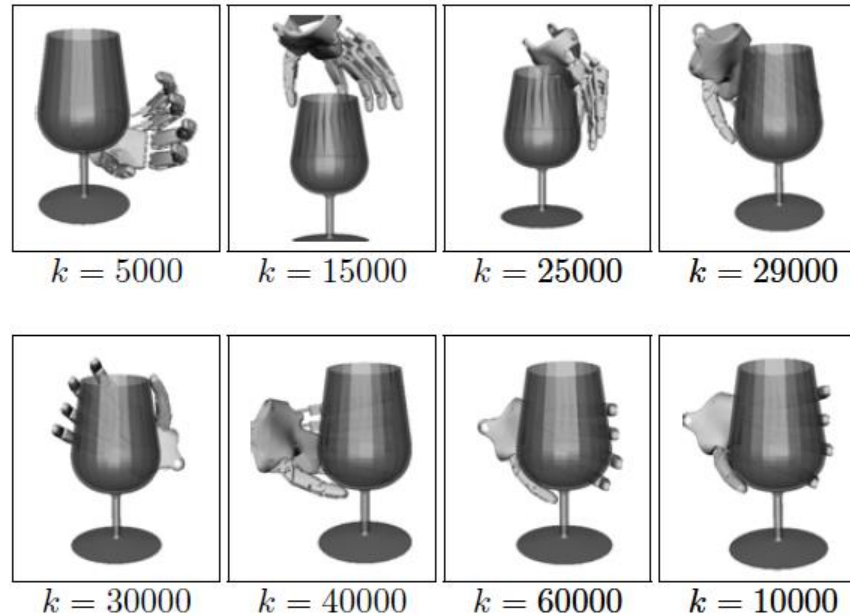 k = 5000 k = 15000 k = 25000 k = 29000
k = 30000 k = 40000 k = 60000 k = 10000